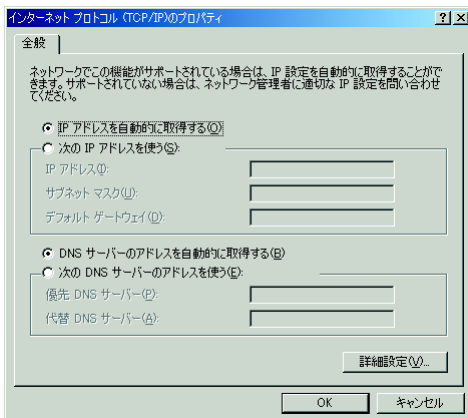 インターネット プロトコル (TCP/IP)のプロパティ
全般
ネットワークでこの機能がサポートされている場合は、IP 設定を自動的に取得することがで
きます。サポートされていない場合は、ネットワーク管理者に適切な IP 設定を問い合わせ
てください。
IP アドレスを自動的に取得する(O)
次の IP アドレスを使う(S):
IP アドレス(I):
サブネット マスク(U):
デフォルト ゲートウェイ(D):
DNS サーバーのアドレスを自動的に取得する(B)
次の DNS サーバーのアドレスを使う(E):
優先 DNS サーバー(P):
代替 DNS サーバー(A):
詳細設定(V)...
OK キャンセル